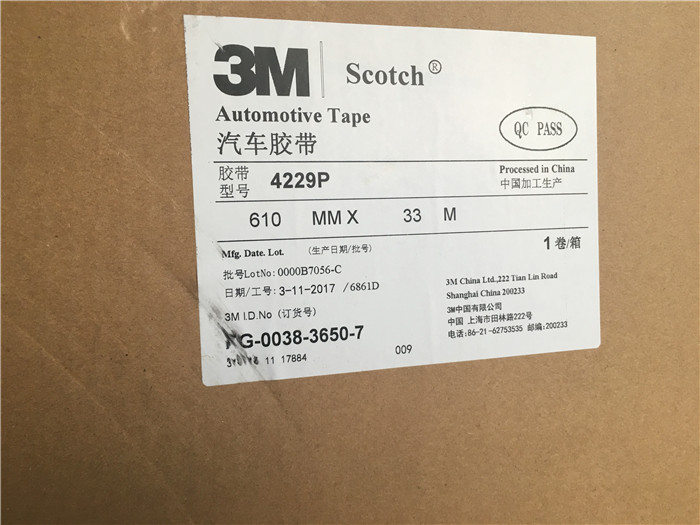 3M Scotch®
Automotive Tape
汽车胶带
QC PASS
胶带
型号 4229P
Processed in China
中国加工生产
610 MM X 33 M
1卷/箱
Mfg. Date. Lot. (生产日期/批号)
批号LotNo: 0000B7056-C
日期/工号: 3-11-2017 /6861D
3M I.D.No (订货号)
G-0038-3650-7
11 17884
009
3M China Ltd.,222 Tian Lin Road
Shanghai China 200233
3M中国有限公司
中国 上海市田林路222号
电话:86-21-62753535 邮编:200233